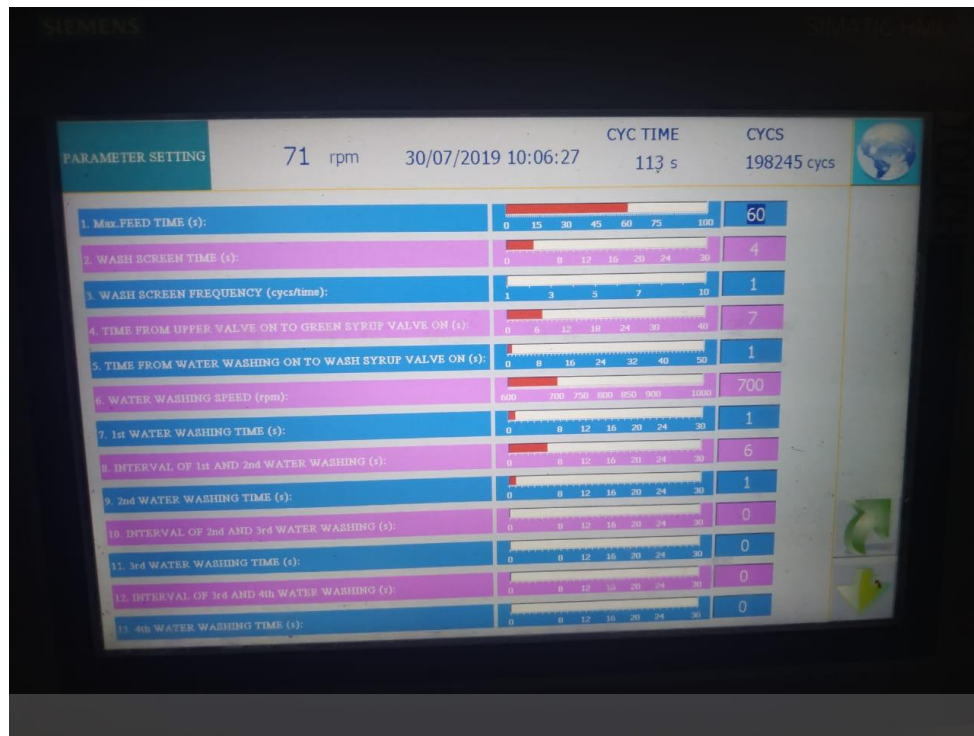 SIEMENS
SIMATIC HMI
PARAMETER SETTING
71 rpm
30/07/2019 10:06:27
CYC TIME
113 s
CYCS
198245 cycs
1. Max.FEED TIME (s):
0 15 30 45 60 75 100
60
2. WASH SCREEN TIME (s):
0 8 12 16 20 24 30
4
3. WASH SCREEN FREQUENCY (cycs/time):
1 3 5 7 10
1
4. TIME FROM UPPER VALVE ON TO GREEN SYRUP VALVE ON (s):
0 6 12 18 24 30 40
7
5. TIME FROM WATER WASHING ON TO WASH SYRUP VALVE ON (s):
0 8 16 24 32 40 50
1
6. WATER WASHING SPEED (rpm):
600 700 750 800 850 900 1000
700
7. 1st WATER WASHING TIME (s):
0 8 12 16 20 24 30
1
8. INTERVAL OF 1st AND 2nd WATER WASHING (s):
0 8 12 16 20 24 30
6
9. 2nd WATER WASHING TIME (s):
0 8 12 16 20 24 30
1
10. INTERVAL OF 2nd AND 3rd WATER WASHING (s):
0 8 12 16 20 24 30
0
11. 3rd WATER WASHING TIME (s):
0 8 12 16 20 24 30
0
12. INTERVAL OF 3rd AND 4th WATER WASHING (s):
0 8 12 16 20 24 30
0
13. 4th WATER WASHING TIME (s):
0 8 12 16 20 24 30
0